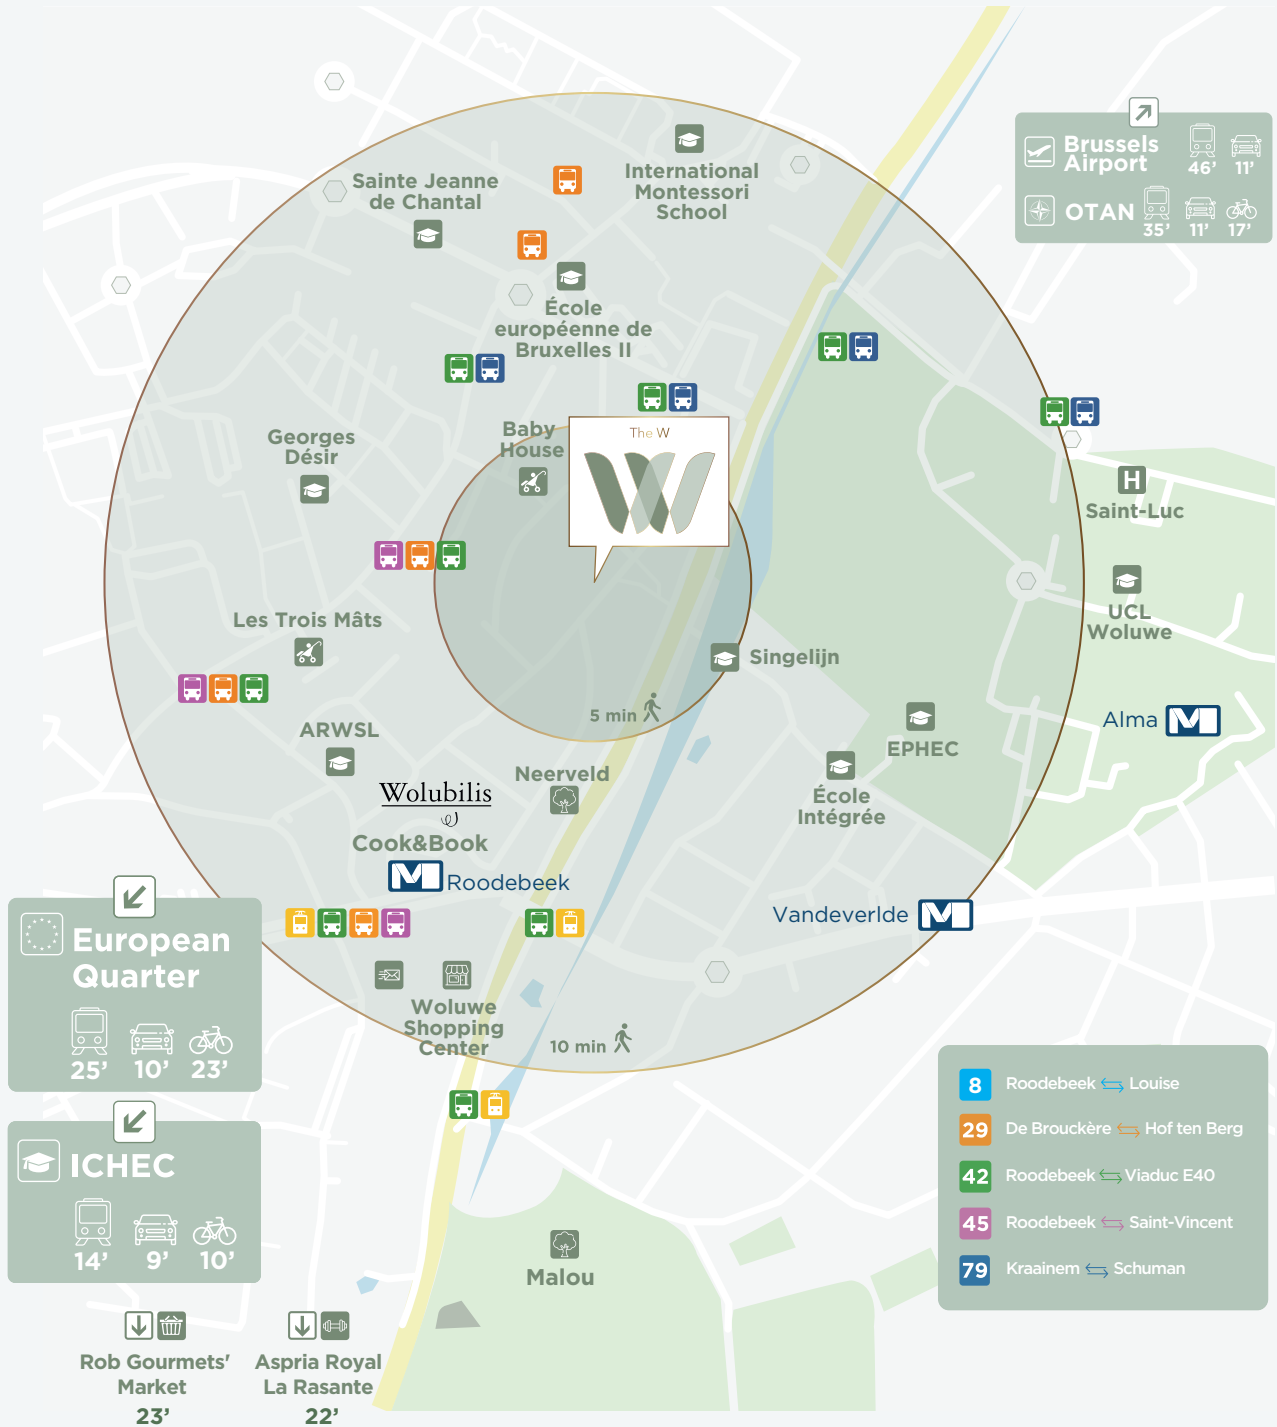 International
Montessori
School
Sainte Jeanne
de Chantal
Brussels
Airport
46’
11’
OTAN
35’
11’
17’
École
européenne de
Bruxelles II
Baby
House
The W
Georges
Désir
H
Saint-Luc
UCL
Woluwe
Les Trois Mâts
Singelijn
5 min
Alma
M
ARWSL
EPHEC
Neerveld
École
Intégrée
Wolubilis
Cook&Book
M
Roodebeek
Vandeverlde
M
European
Quarter
25’
10’
23’
Woluwe
Shopping
Center
10 min
ICHEC
14’
9’
10’
8 Roodebeek Louise
29 De Brouckère Hof ten Berg
42 Roodebeek Viaduc E40
45 Roodebeek Saint-Vincent
79 Kraainem Schuman
Malou
Rob Gourmets'
Market
23’
Aspria Royal
La Rasante
22’